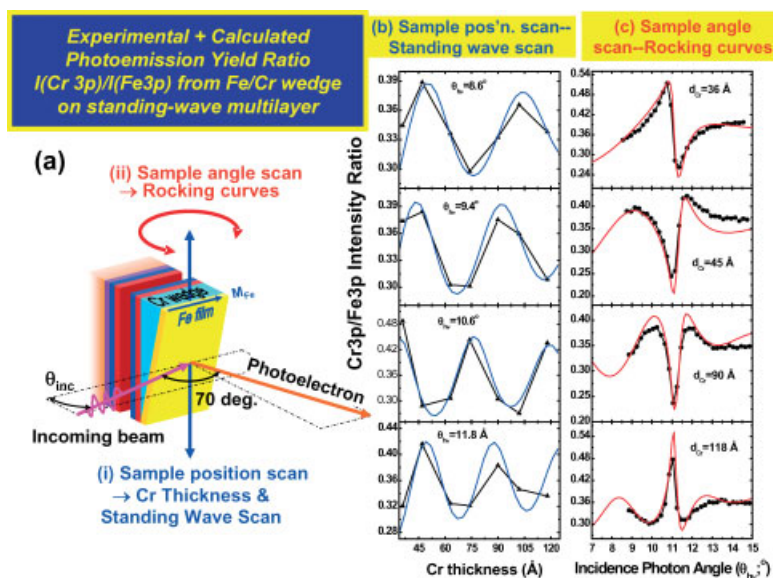 Experimental + Calculated
Photoemission Yield Ratio
I(Cr 3p)/I(Fe3p) from Fe/Cr wedge
on standing-wave multilayer
(a)
(ii) Sample angle scan
→ Rocking curves
Cr wedge
M_Fe
Fe film
θ_inc
Photoelectron
70 deg.
Incoming beam
(i) Sample position scan
→ Cr Thickness &
Standing Wave Scan
(b) Sample pos'n. scan--
Standing wave scan
Cr3p/Fe3p Intensity Ratio
0.39
0.36
0.33
0.30
0.39
0.36
0.33
0.30
0.48
0.42
0.36
0.30
0.44
0.40
0.36
0.32
0.28
=9.4°
=10.6°
=11.8 Å
45 60 75 90 105 120
Cr thickness (Å)
(c) Sample angle
scan--Rocking curves
0.54
0.48
0.42
0.36
0.30
0.24
0.40
0.35
0.30
0.25
0.20
0.40
0.35
0.30
0.25
0.20
0.54
0.48
0.42
0.36
0.30
d_Cr=36 Å
d_Cr=45 Å
d_Cr=90 Å
d_Cr=118 Å
7 8 9 10 11 12 13 14 15
Incidence Photon Angle